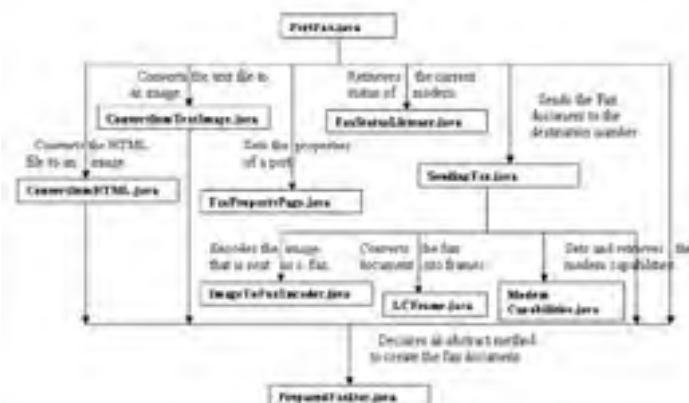 PortFax.java
Converts the text file to
an image
ConversionTextImage.java
Retrieves the current
status of modem
FaxStatusListener.java
Sends the Fax
document to the
destination number
Converts the HTML
file to an image
ConversionHTML.java
Sets the properties
of a port
FaxPropertyPage.java
SendingFax.java
Encodes the image
that is sent as a fax
ImageToFaxEncoder.java
Converts the fax
document into frames
LCFrame.java
Sets and retrieves the
modem capabilities
Modem
Capabilities.java
Declares an abstract method
to create the Fax document
PreparedFaxDoc.java